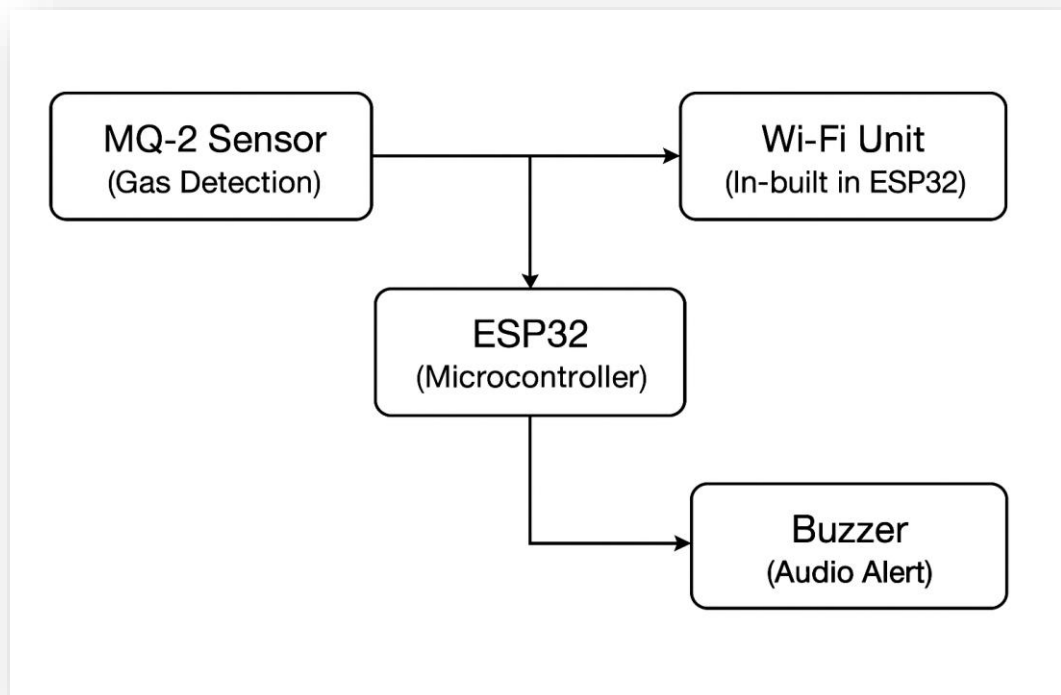 MQ-2 Sensor
(Gas Detection)
Wi-Fi Unit
(In-built in ESP32)
ESP32
(Microcontroller)
Buzzer
(Audio Alert)